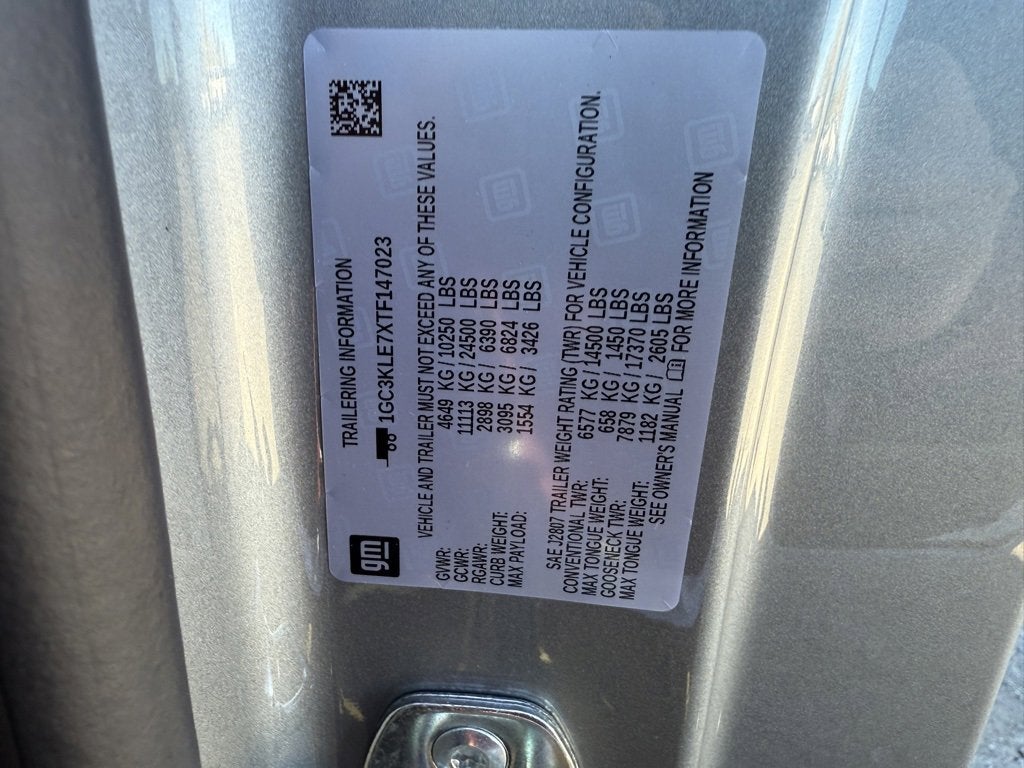 gm
TRAILERING INFORMATION
1GC3KLE7XTF147023
VEHICLE AND TRAILER MUST NOT EXCEED ANY OF THESE VALUES.
GVWR: 4649 KG / 10250 LBS
GCWR: 11113 KG / 24500 LBS
RGAWR: 2898 KG / 6390 LBS
CURB WEIGHT: 3095 KG / 6824 LBS
MAX PAYLOAD: 1554 KG / 3426 LBS
SAE J2807 TRAILER WEIGHT RATING (TWR) FOR VEHICLE CONFIGURATION.
CONVENTIONAL TWR: 6577 KG / 14500 LBS
MAX TONGUE WEIGHT: 658 KG / 1450 LBS
GOOSENECK TWR: 7879 KG / 17370 LBS
MAX TONGUE WEIGHT: 1182 KG / 2605 LBS
SEE OWNER'S MANUAL FOR MORE INFORMATION